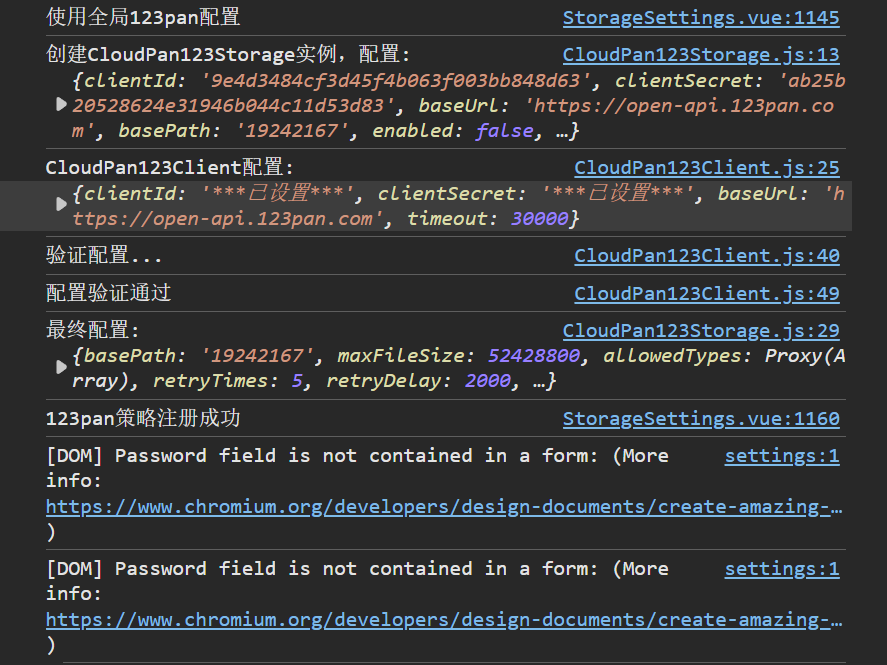 使用全局123pan配置 StorageSettings.vue:1145
创建CloudPan123Storage实例，配置: CloudPan123Storage.js:13
{clientId: '9e4d3484cf3d45f4b063f003bb848d63', clientSecret: 'ab25b
20528624e31946b044c11d53d83', baseUrl: 'https://open-api.123pan.co
m', basePath: '19242167', enabled: false, …}
CloudPan123Client配置: CloudPan123Client.js:25
{clientId: '***已设置***', clientSecret: '***已设置***', baseUrl: 'h
ttps://open-api.123pan.com', timeout: 30000}
验证配置... CloudPan123Client.js:40
配置验证通过 CloudPan123Client.js:49
最终配置: CloudPan123Storage.js:29
{basePath: '19242167', maxFileSize: 52428800, allowedTypes: Proxy(A
rray), retryTimes: 5, retryDelay: 2000, …}
123pan策略注册成功 StorageSettings.vue:1160
[DOM] Password field is not contained in a form: (More settings:1
info:
https://www.chromium.org/developers/design-documents/create-amazing-…
)
[DOM] Password field is not contained in a form: (More settings:1
info:
https://www.chromium.org/developers/design-documents/create-amazing-…
)